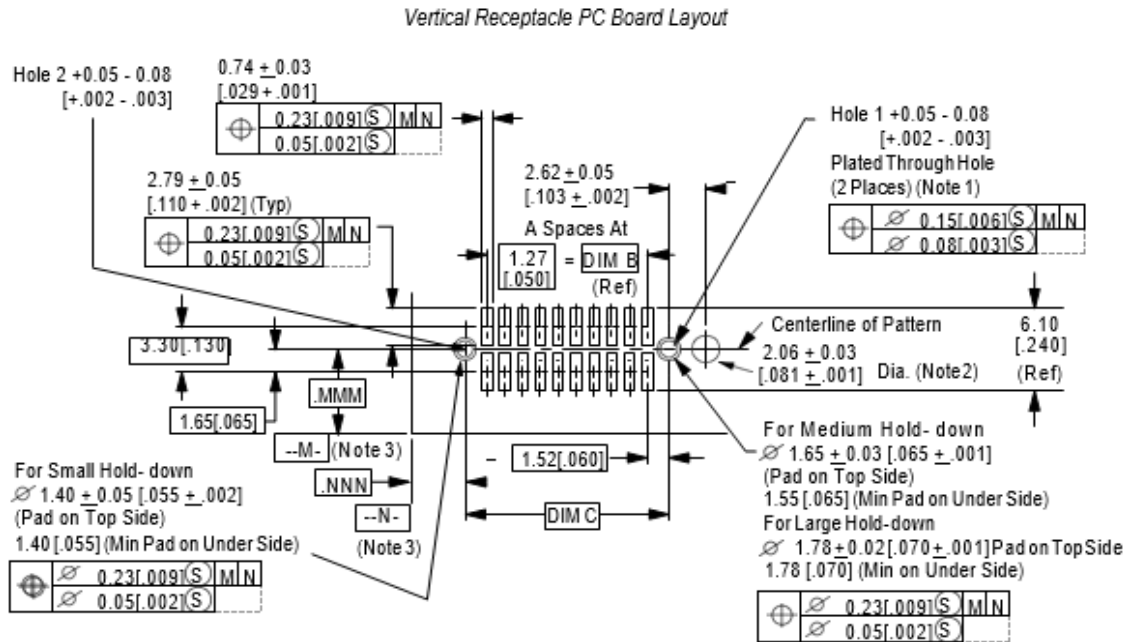 Vertical Receptacle PC Board Layout
Hole 2 +0.05 - 0.08
[+.002 - .003]
0.74 ± 0.03
[.029 + .001]
0.23[.009] Ⓢ M N
0.05[.002] Ⓢ
2.79 ± 0.05
[.110 + .002] (Typ)
0.23[.009] Ⓢ M N
0.05[.002] Ⓢ
2.62 ± 0.05
[.103 ± .002]
A Spaces At
1.27
[.050]
= DIM B
(Ref)
Hole 1 +0.05 - 0.08
[+.002 - .003]
Plated Through Hole
(2 Places) (Note 1)
⌀ 0.15[.006] Ⓢ M N
⌀ 0.08[.003] Ⓢ
3.30[.130]
1.65[.065]
.MMM
--M- (Note 3)
.NNN
--N-
(Note 3)
1.52[.060]
DIM C
Centerline of Pattern
2.06 ± 0.03
[.081 ± .001] Dia. (Note2)
6.10
[.240]
(Ref)
For Small Hold- down
⌀ 1.40 ± 0.05 [.055 ± .002]
(Pad on Top Side)
1.40 [.055] (Min Pad on Under Side)
⌀ 0.23[.009] Ⓢ M N
⌀ 0.05[.002] Ⓢ
For Medium Hold- down
⌀ 1.65 ± 0.03 [.065 ± .001]
(Pad on Top Side)
1.55 [.065] (Min Pad on Under Side)
For Large Hold-down
⌀ 1.78 ± 0.02 [.070 ± .001] Pad on Top Side
1.78 [.070] (Min on Under Side)
⌀ 0.23[.009] Ⓢ M N
⌀ 0.05[.002] Ⓢ